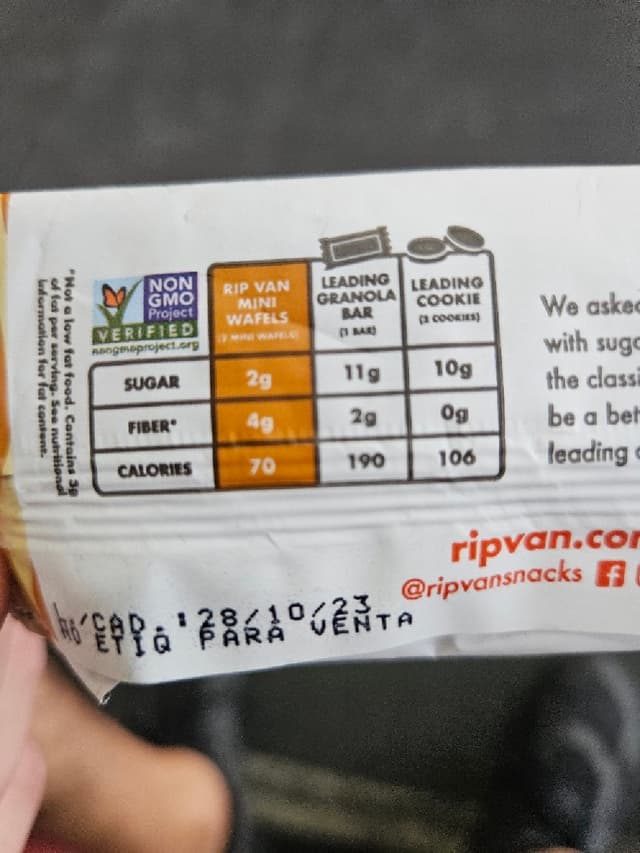 *Not a low fat food. Contains 3g
of fat per serving. See nutritional
information for fat content.
NON
GMO
Project
VERIFIED
nongmoproject.org
RIP VAN
MINI
WAFELS
LEADING
GRANOLA
BAR
(1 BAR)
LEADING
COOKIE
SUGAR 2g 11g 10g
FIBER* 4g 2g 0g
CALORIES 70 190 106
We asked
with suga
the classi
be a bet
leading
ripvan.com
@ripvansnacks
CAD. 28/10/23
ETIQ PARA VENTA